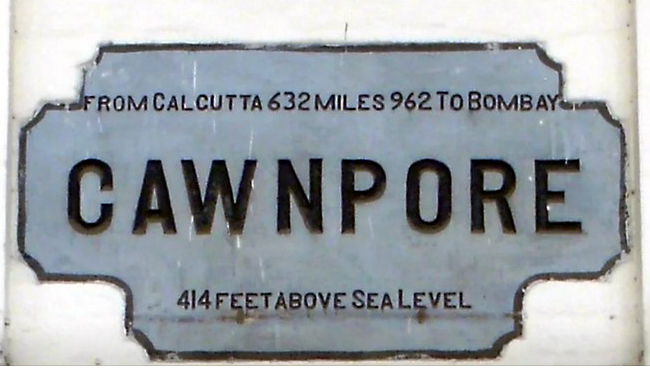 FROM CALCUTTA 632 MILES 962 TO BOMBAY
CAWNPORE
414 FEET ABOVE SEA LEVEL